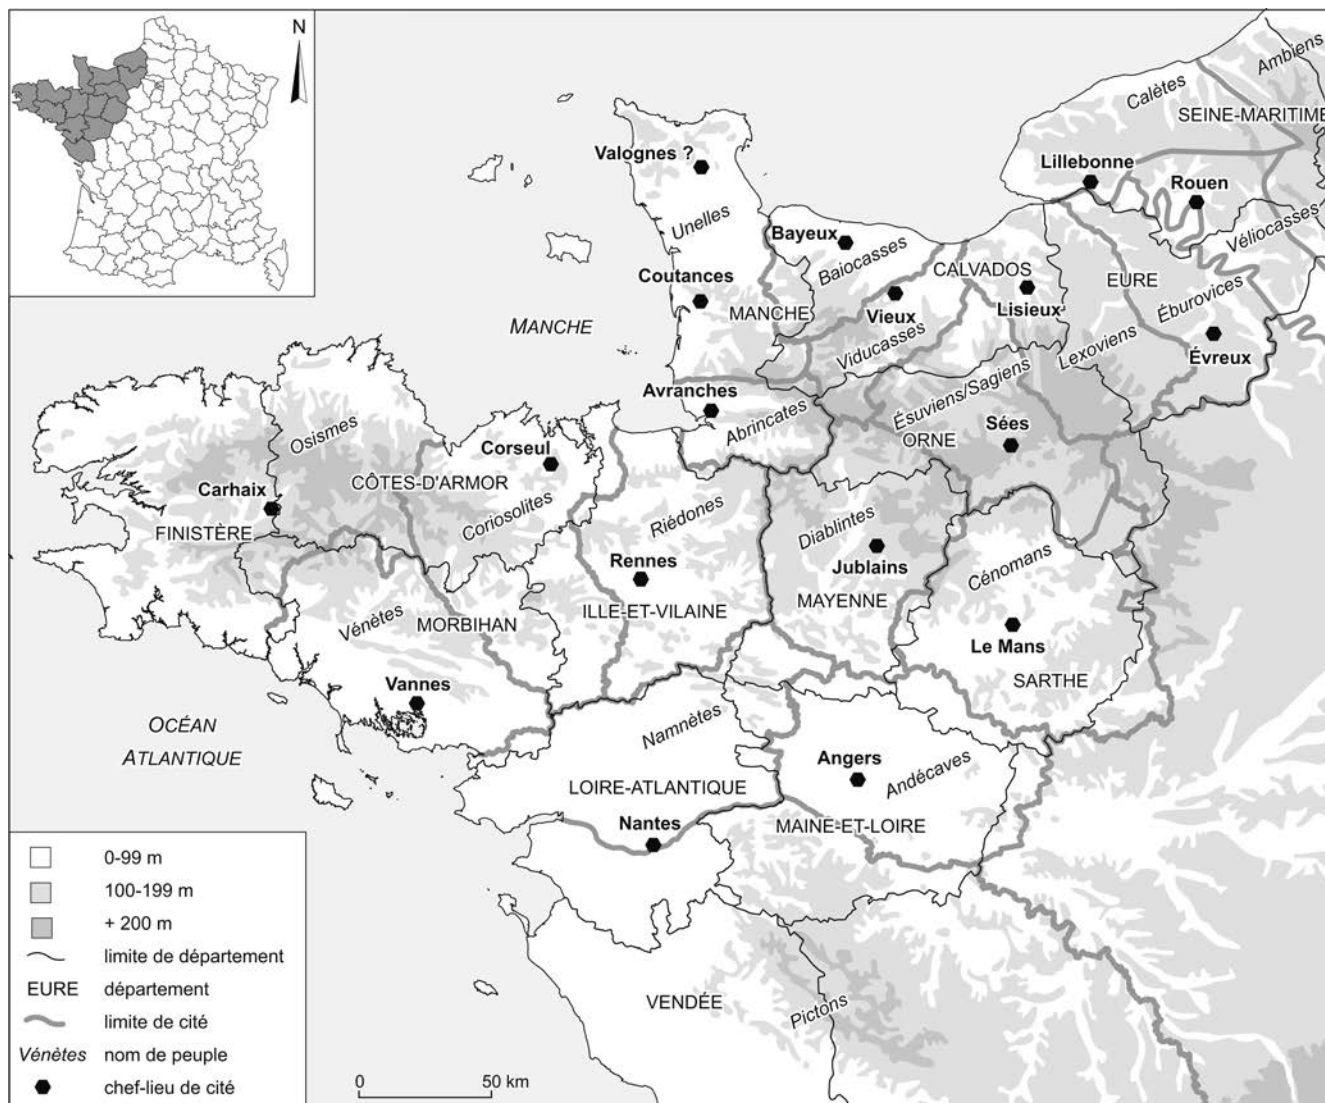 N
Ambiens
Calètes
SEINE-MARITIME
Valognes ?
Lillebonne
Rouen
Unelles
Véliocasses
Bayeux
Baiocasses
CALVADOS
EURE
Coutances
Vieux
Lisieux
Éburovices
MANCHE
MANCHE
Viducasses
Lexoviens
Évreux
Avranches
Ésuviens/Sagiens
Abrincates
Sées
Osismes
ORNE
Corseul
CÔTES-D'ARMOR
Carhaix
Coriosolites
Riédones
Diablintes
FINISTÈRE
Cénomans
Rennes
Jublains
MAYENNE
ILLE-ET-VILAINE
Vénètes
MORBIHAN
Le Mans
SARTHE
Vannes
OCÉAN
ATLANTIQUE
Namnètes
Angers
Andécaves
LOIRE-ATLANTIQUE
Nantes
MAINE-ET-LOIRE
VENDÉE
Pictons
0-99 m
100-199 m
+ 200 m
limite de département
EURE département
limite de cité
Vénètes nom de peuple
chef-lieu de cité
0 50 km